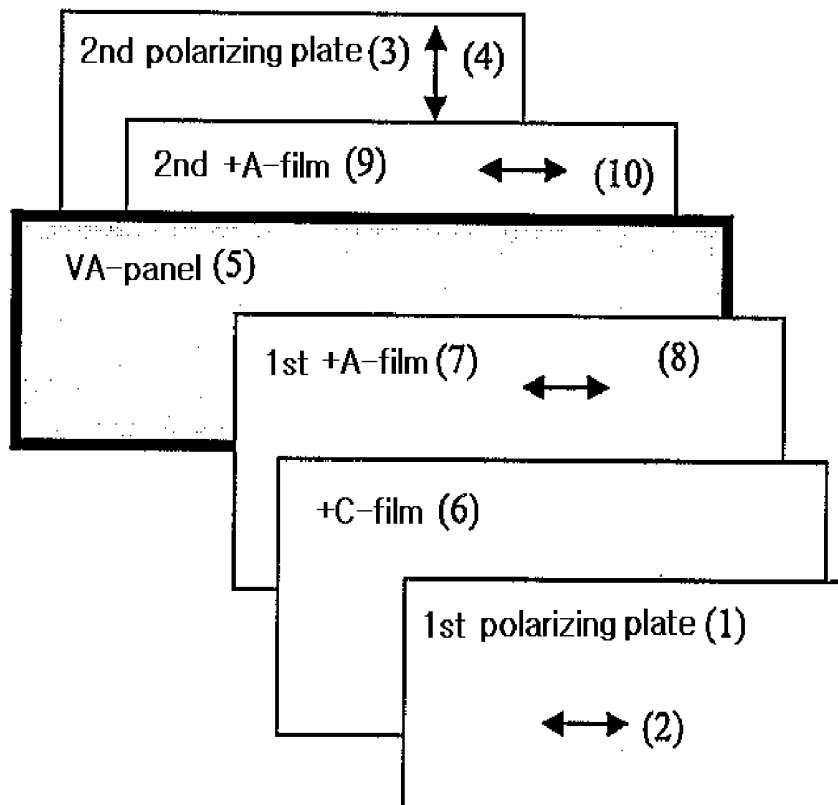 2nd polarizing plate (3) (4)
2nd +A-film (9) (10)
VA-panel (5)
1st +A-film (7) (8)
+C-film (6)
1st polarizing plate (1)
(2)